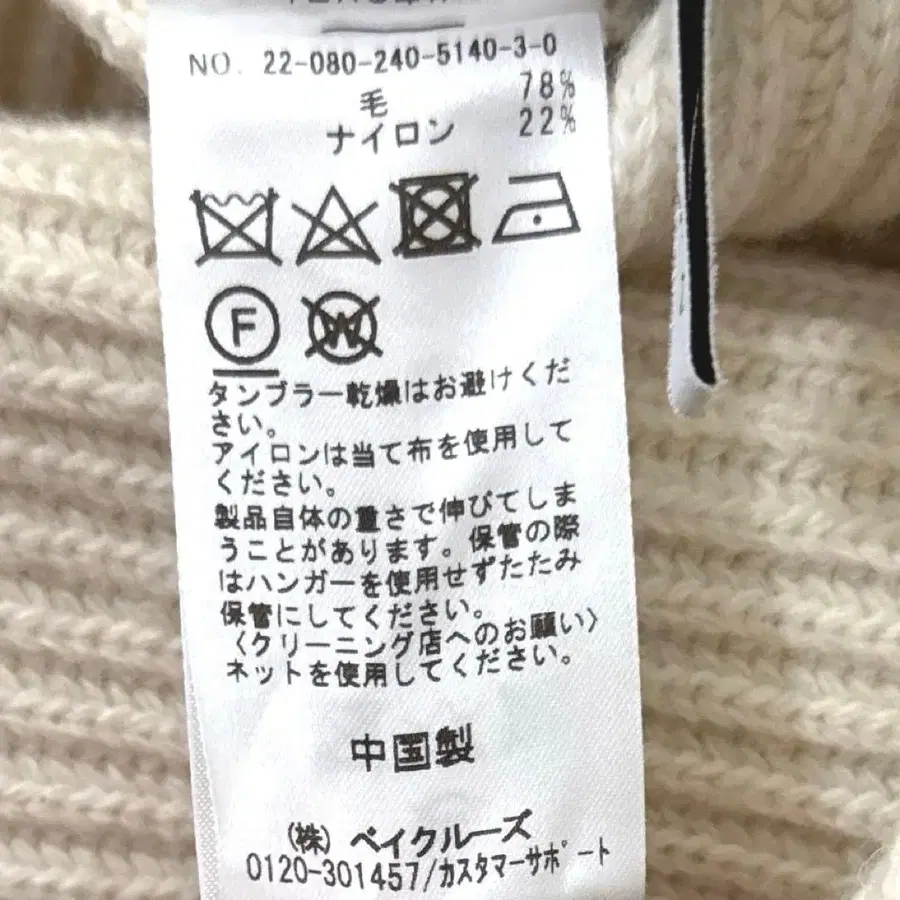 NO. 22-080-240-5140-3-0
毛 78%
ナイロン 22%
F
W
タンブラー乾燥はお避けくだ
さい。
アイロンは当て布を使用して
ください。
製品自体の重さで伸びてしま
うことがあります。保管の際
はハンガーを使用せずたたみ
保管にしてください。
〈クリーニング店へのお願い〉
ネットを使用してください。
中国製
(株) ベイクルーズ
0120-301457/カスタマーサポート